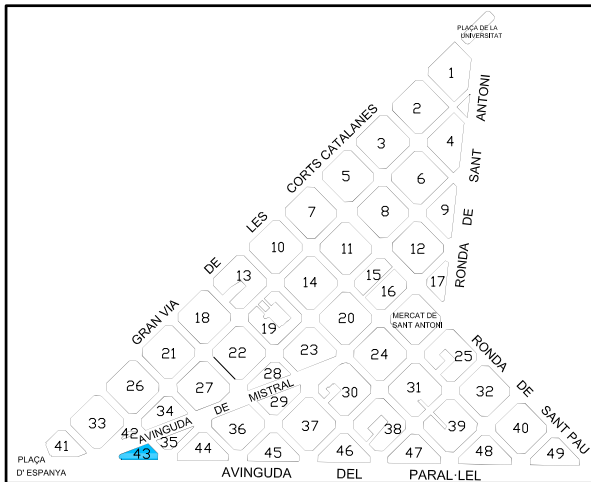 PLAÇA DE LA
UNIVERSITAT
1
ANTONI
2
CORTS CATALANES
3
4
SANT
5
6
7
8
9
DE
LES
10
11
12
RONDA
DE
13
14
15
16
17
GRAN VIA
18
19
20
MERCAT DE
SANT ANTONI
21
22
23
24
25
RONDA
26
27
28
29
30
31
32
DE
33
34
AVINGUDA DE MISTRAL
35
36
37
38
39
40
SANT PAU
41
42
43
44
45
46
47
48
49
PLAÇA
D' ESPANYA
AVINGUDA DEL PARAL·LEL